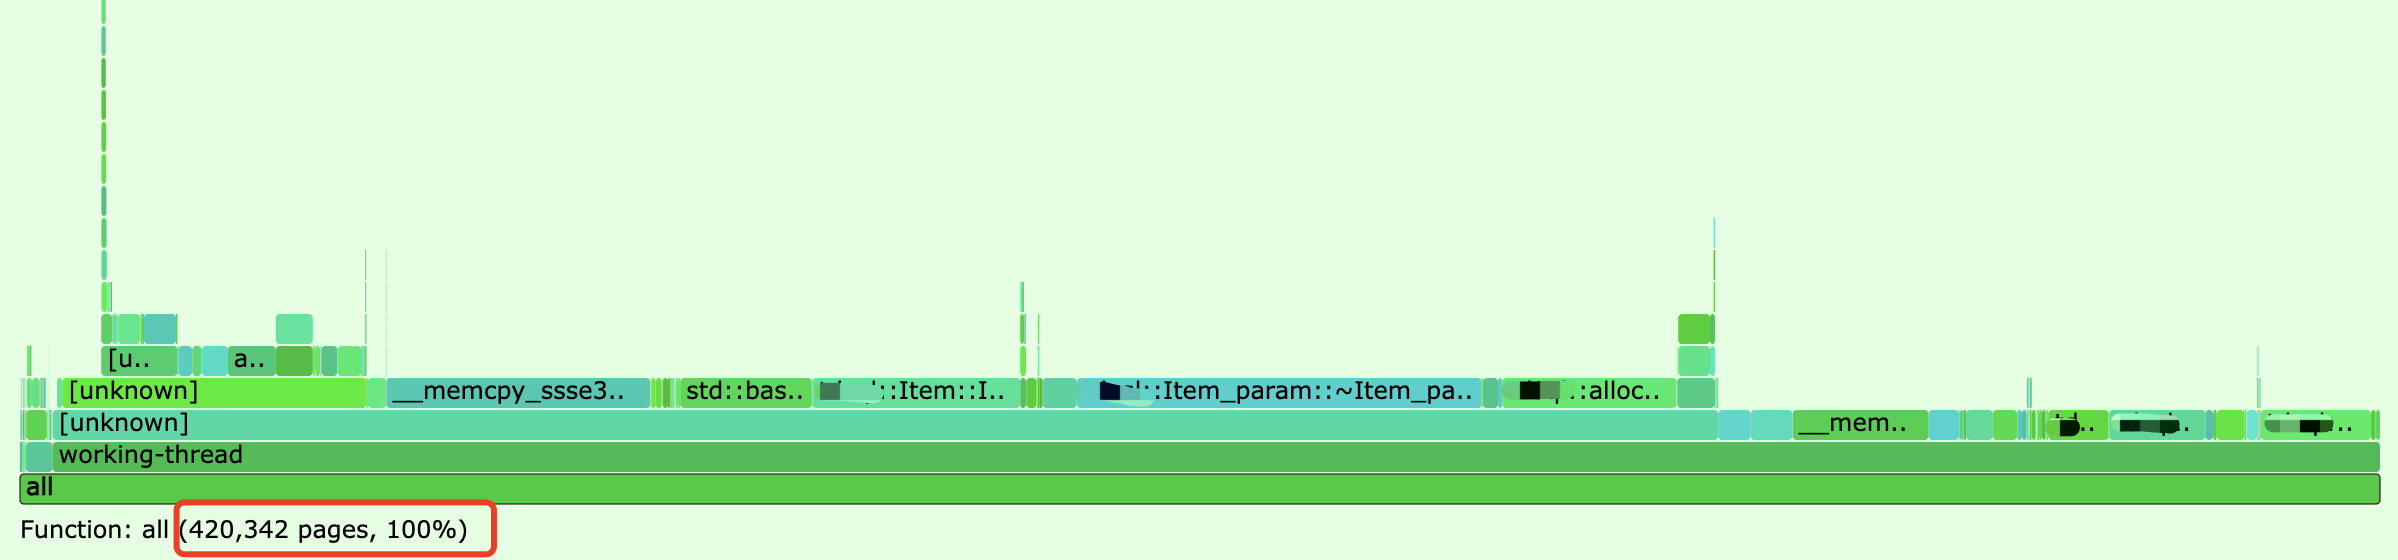 [u.. a..
[unknown] __memcpy_ssse3.. std::bas.. ::Item::I.. ::Item_param::~Item_pa.. ::alloc..
[unknown] __mem..
working-thread
all
Function: all (420,342 pages, 100%)